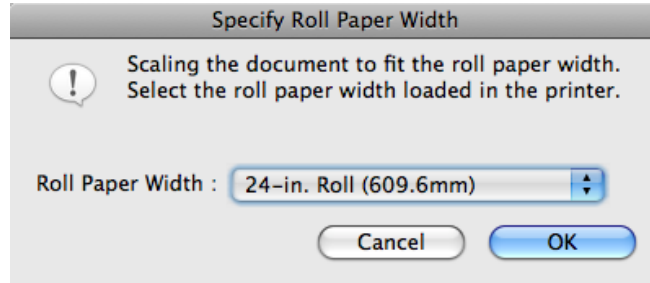 Specify Roll Paper Width
Scaling the document to fit the roll paper width.
Select the roll paper width loaded in the printer.
Roll Paper Width : 24-in. Roll (609.6mm)
Cancel OK